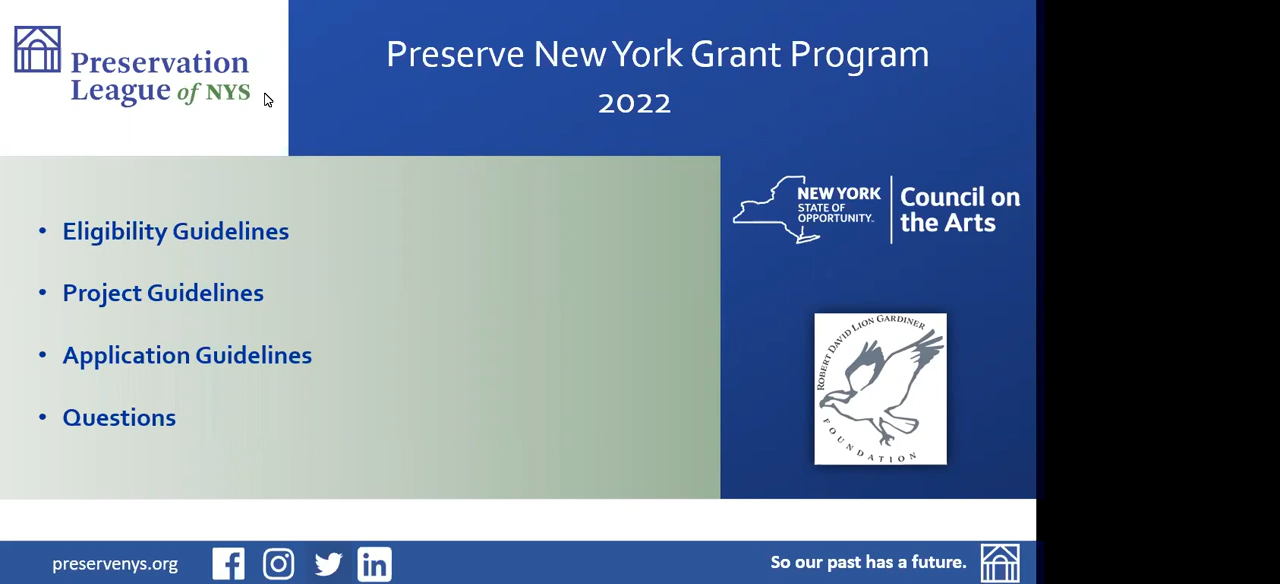 Preservation
League of NYS
Preserve New York Grant Program
2022
• Eligibility Guidelines
• Project Guidelines
• Application Guidelines
• Questions
NEW YORK
STATE OF
OPPORTUNITY.
Council on
the Arts
ROBERT DAVID LION GARDINER
FOUNDATION
preservenys.org
So our past has a future.